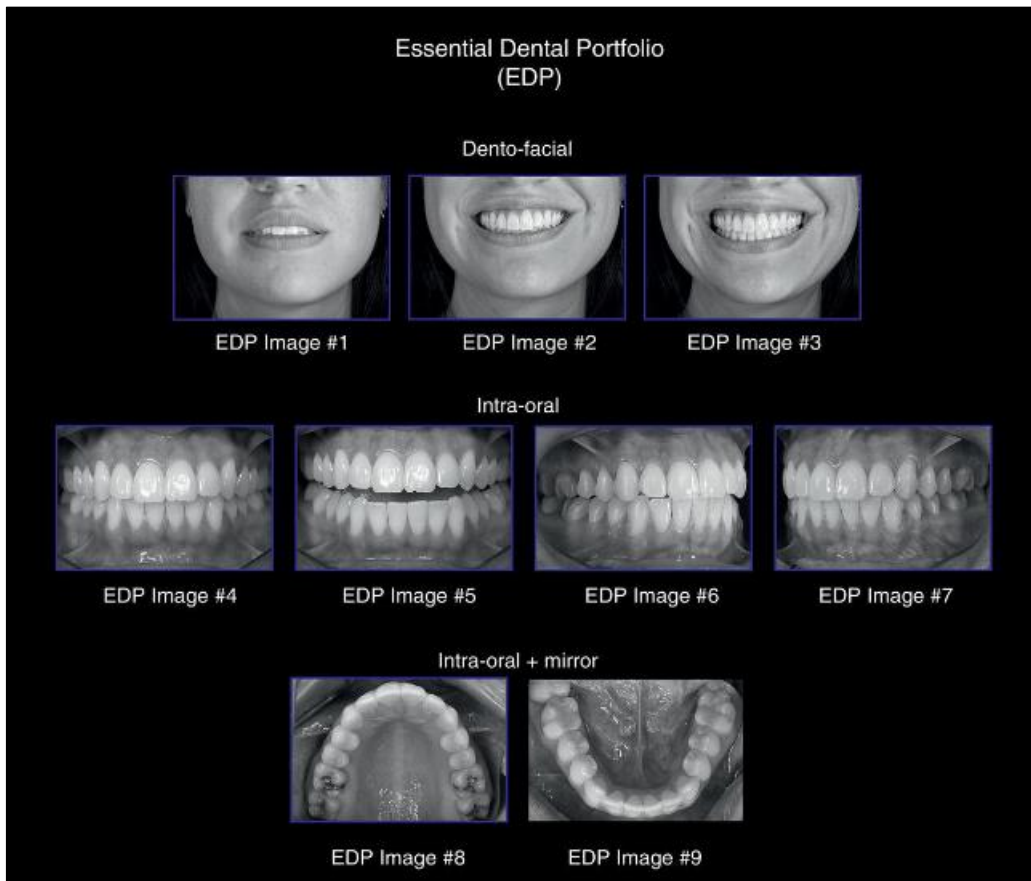 Essential Dental Portfolio
(EDP)
Dento-facial
EDP Image #1
EDP Image #2
EDP Image #3
Intra-oral
EDP Image #4
EDP Image #5
EDP Image #6
EDP Image #7
Intra-oral + mirror
EDP Image #8
EDP Image #9